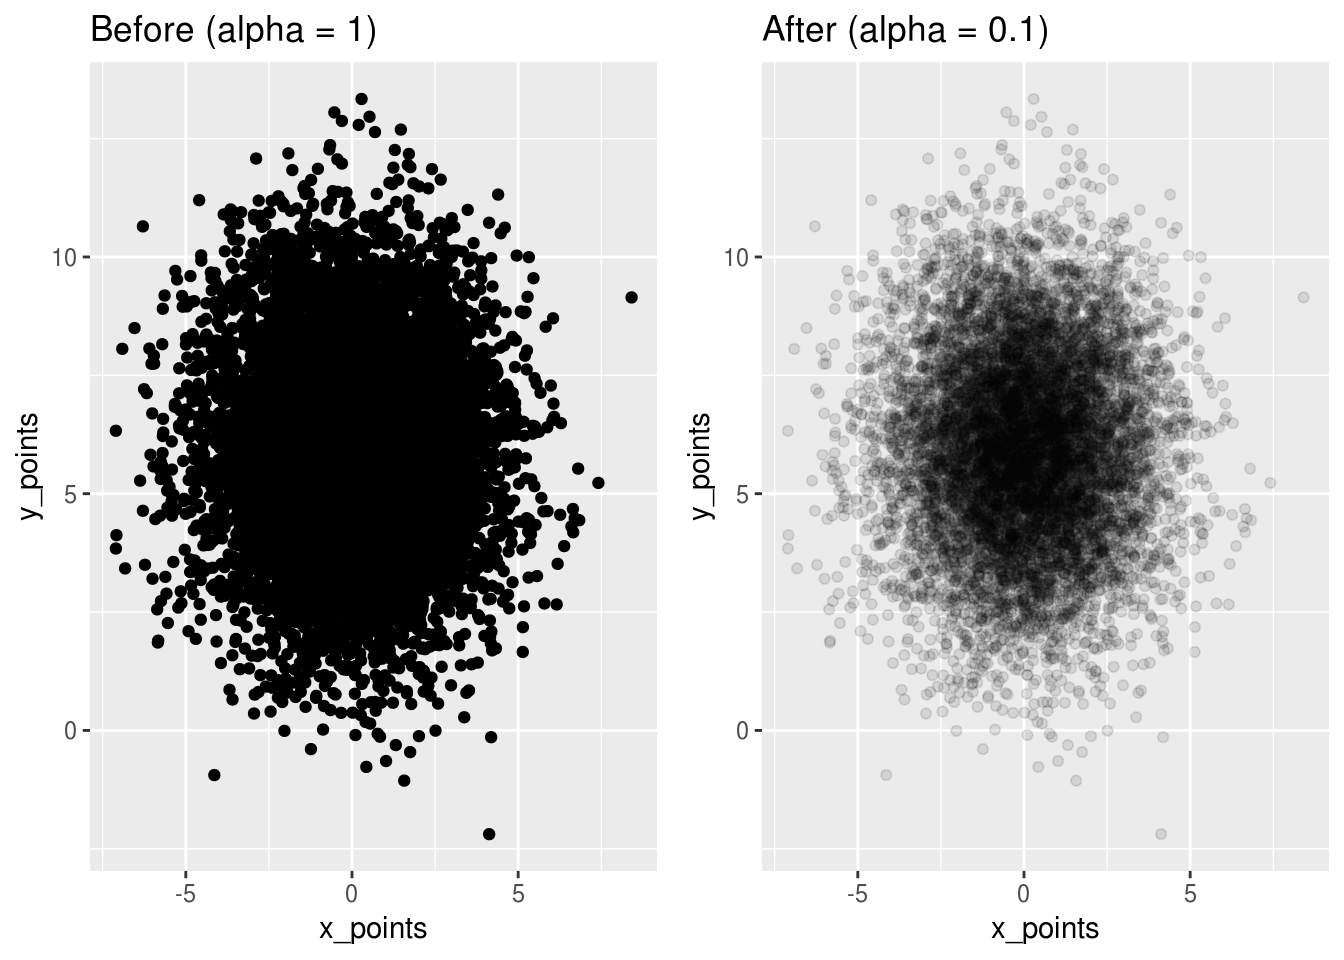 Before (alpha = 1)
y_points
10
5
0
-5
0
5
x_points
After (alpha = 0.1)
y_points
10
5
0
-5
0
5
x_points